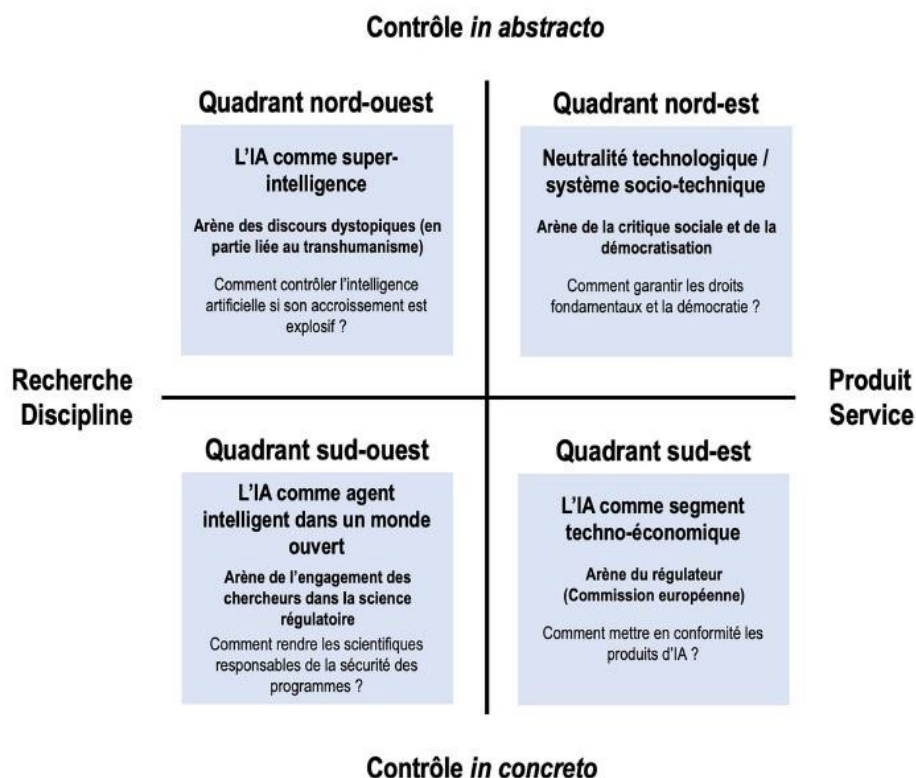 Contrôle in abstracto
Quadrant nord-ouest
L'IA comme super-
intelligence
Arène des discours dystopiques (en
partie liée au transhumanisme)
Comment contrôler l'intelligence
artificielle si son accroissement est
explosif ?
Quadrant nord-est
Neutralité technologique /
système socio-technique
Arène de la critique sociale et de la
démocratisation
Comment garantir les droits
fondamentaux et la démocratie ?
Recherche
Discipline
Produit
Service
Quadrant sud-ouest
L'IA comme agent
intelligent dans un monde
ouvert
Arène de l'engagement des
chercheurs dans la science
régulatoire
Comment rendre les scientifiques
responsables de la sécurité des
programmes ?
Quadrant sud-est
L'IA comme segment
techno-économique
Arène du régulateur
(Commission européenne)
Comment mettre en conformité les
produits d'IA ?
Contrôle in concreto